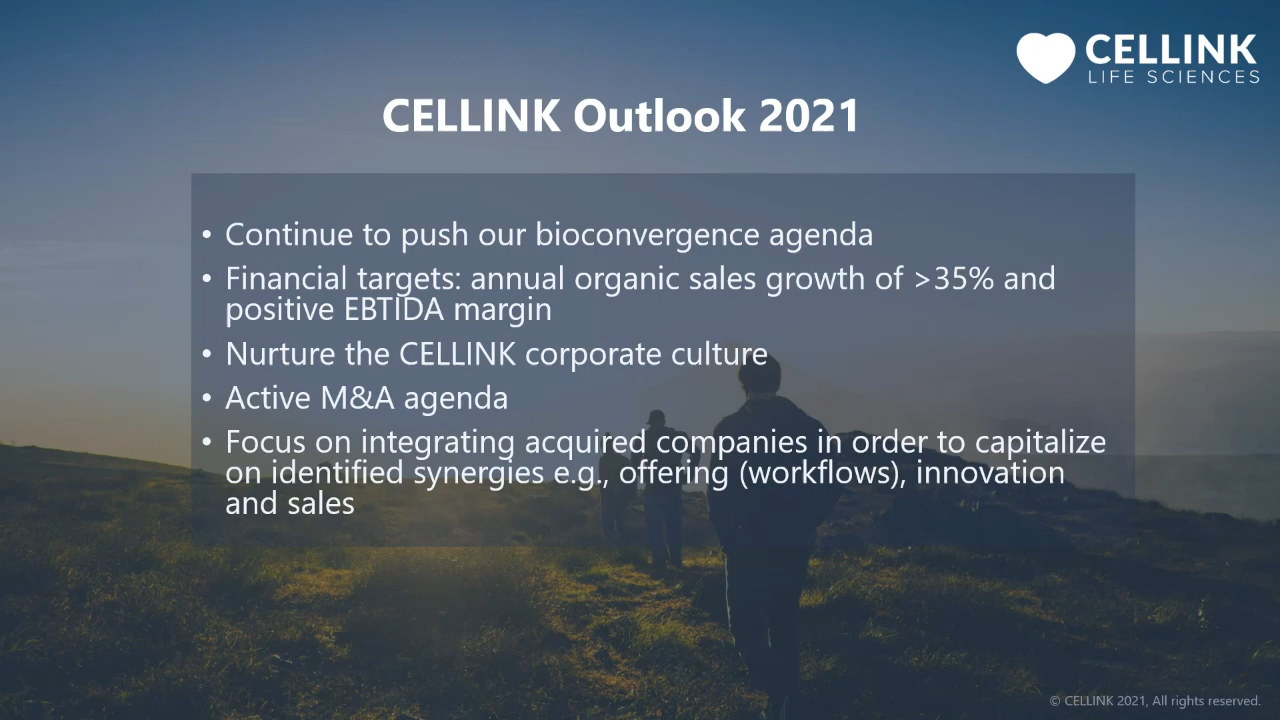 CELLINK
LIFE SCIENCES
CELLINK Outlook 2021
• Continue to push our bioconvergence agenda
• Financial targets: annual organic sales growth of >35% and
positive EBTIDA margin
• Nurture the CELLINK corporate culture
• Active M&A agenda
• Focus on integrating acquired companies in order to capitalize
on identified synergies e.g., offering (workflows), innovation
and sales
© CELLINK 2021, All rights reserved.